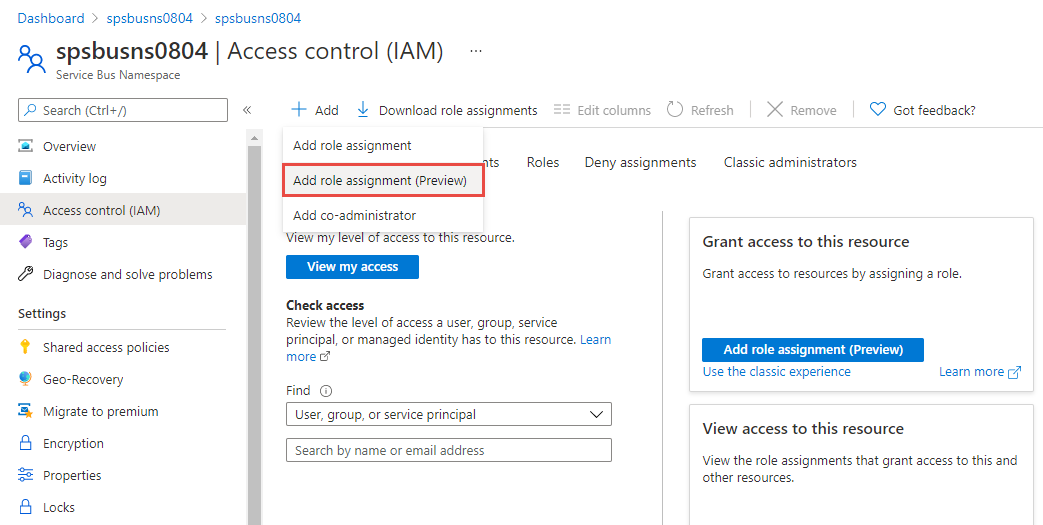 Dashboard > spsbusns0804 > spsbusns0804
spsbusns0804 | Access control (IAM) ...
Service Bus Namespace
Search (Ctrl+/) «
Add Download role assignments Edit columns Refresh Remove Got feedback?
Add role assignment
Add role assignment (Preview)
Add co-administrator
nts Roles Deny assignments Classic administrators
Overview
Activity log
Access control (IAM)
Tags
Diagnose and solve problems
Settings
Shared access policies
Geo-Recovery
Migrate to premium
Encryption
Properties
Locks
View my level of access to this resource.
View my access
Check access
Review the level of access a user, group, service
principal, or managed identity has to this resource. Learn
more
Find
User, group, or service principal
Search by name or email address
Grant access to this resource
Grant access to resources by assigning a role.
Add role assignment (Preview)
Use the classic experience Learn more
View access to this resource
View the role assignments that grant access to this and
other resources.